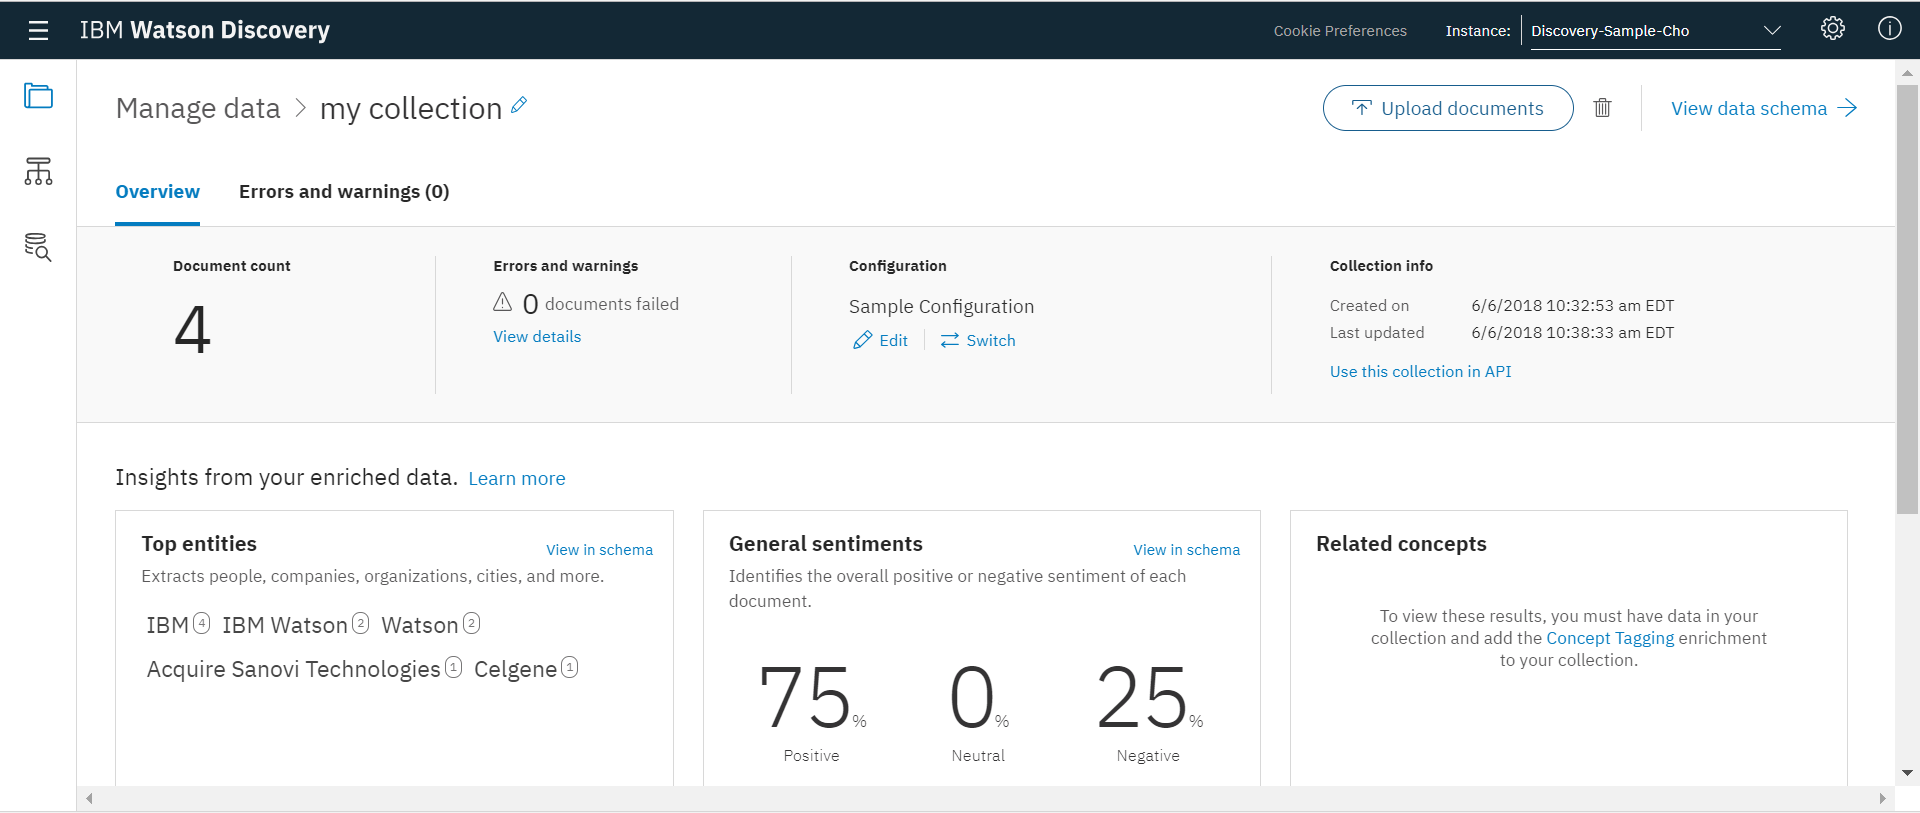 IBM Watson Discovery
Cookie Preferences
Instance:
Discovery-Sample-Cho
Manage data > my collection
Upload documents
View data schema
Overview
Errors and warnings (0)
Document count
4
Errors and warnings
0 documents failed
View details
Configuration
Sample Configuration
Edit
Switch
Collection info
Created on 6/6/2018 10:32:53 am EDT
Last updated 6/6/2018 10:38:33 am EDT
Use this collection in API
Insights from your enriched data. Learn more
Top entities
View in schema
Extracts people, companies, organizations, cities, and more.
IBM 4 IBM Watson 2 Watson 2
Acquire Sanovi Technologies 1 Celgene 1
General sentiments
View in schema
Identifies the overall positive or negative sentiment of each
document.
75% 0% 25%
Positive Neutral Negative
Related concepts
To view these results, you must have data in your
collection and add the Concept Tagging enrichment
to your collection.